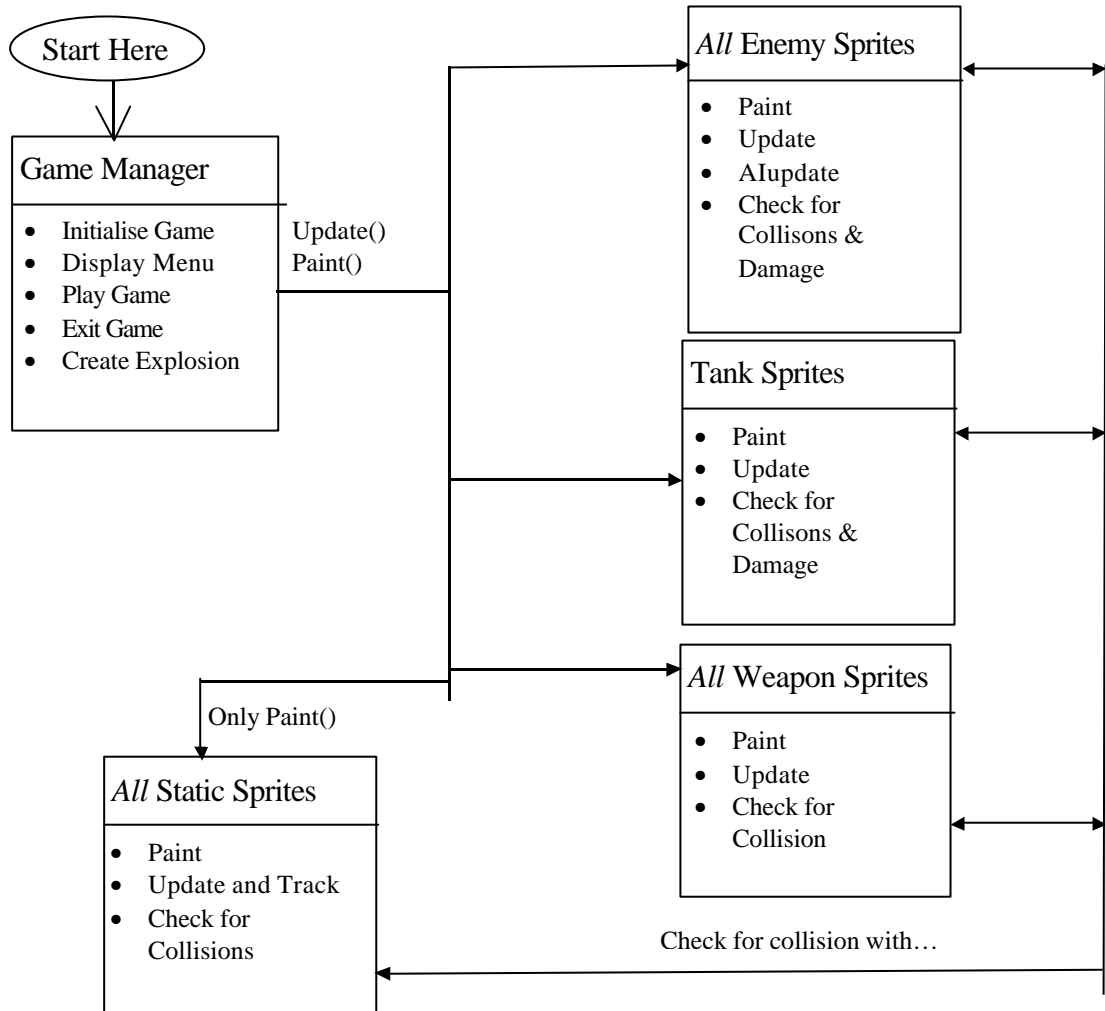 Start Here
Game Manager
• Initialise Game
• Display Menu
• Play Game
• Exit Game
• Create Explosion
Update()
Paint()
All Enemy Sprites
• Paint
• Update
• AIupdate
• Check for
Collisons &
Damage
Tank Sprites
• Paint
• Update
• Check for
Collisons &
Damage
All Weapon Sprites
• Paint
• Update
• Check for
Collision
Only Paint()
All Static Sprites
• Paint
• Update and Track
• Check for
Collisions
Check for collision with…